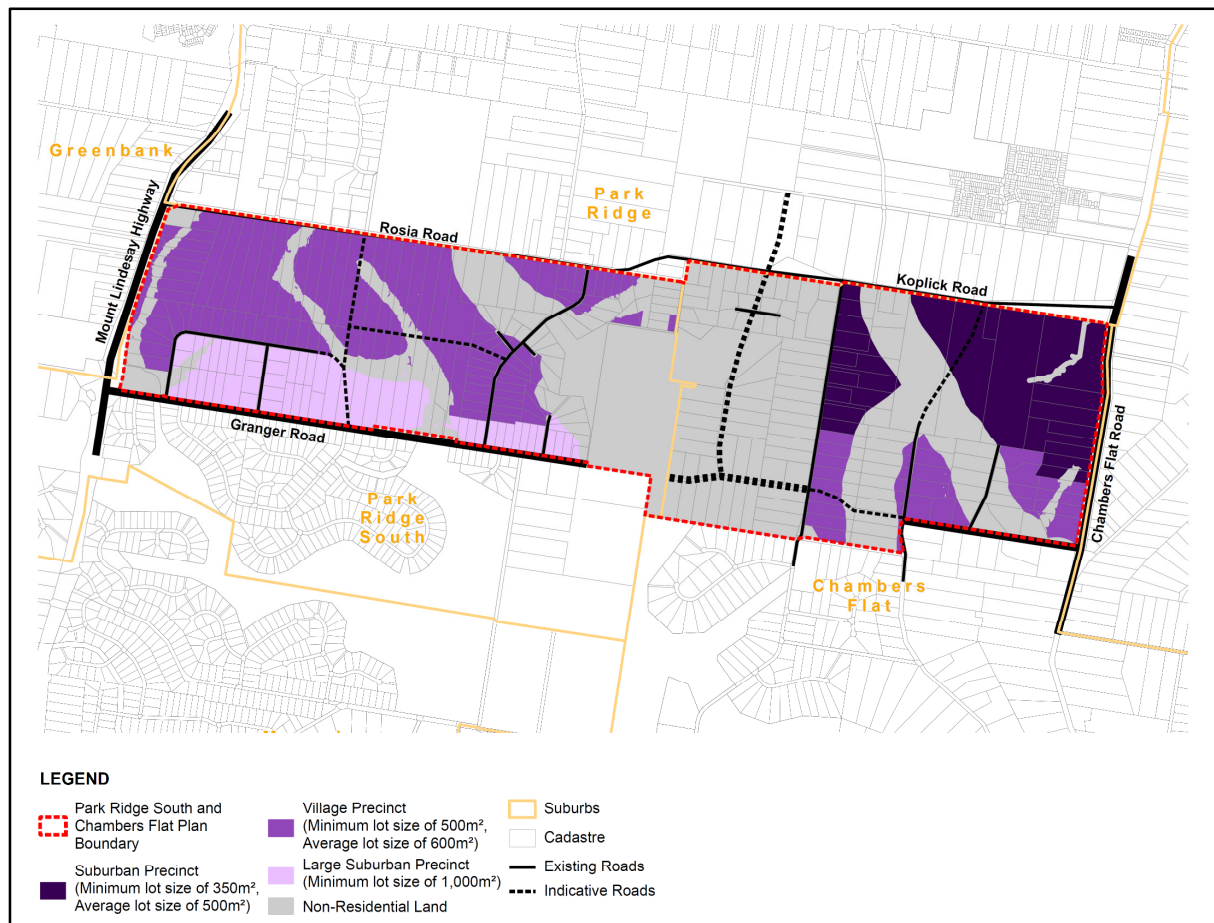 Greenbank
Mount Lindesay Highway
Park
Ridge
Rosia Road
Koplick Road
Granger Road
Park
Ridge
South
Chambers Flat Road
Chambers
Flat
LEGEND
Park Ridge South and
Chambers Flat Plan
Boundary
Suburban Precinct
(Minimum lot size of 350m²,
Average lot size of 500m²)
Village Precinct
(Minimum lot size of 500m²,
Average lot size of 600m²)
Large Suburban Precinct
(Minimum lot size of 1,000m²)
Non-Residential Land
Suburbs
Cadastre
Existing Roads
Indicative Roads